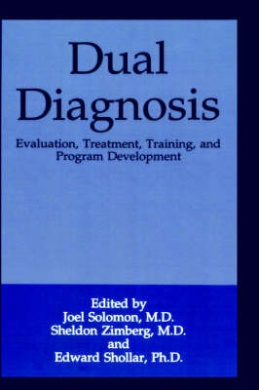 Dual
Diagnosis
Evaluation, Treatment, Training, and
Program Development
Edited by
Joel Solomon, M.D.
Sheldon Zimberg, M.D.
and
Edward Shollar, Ph.D.